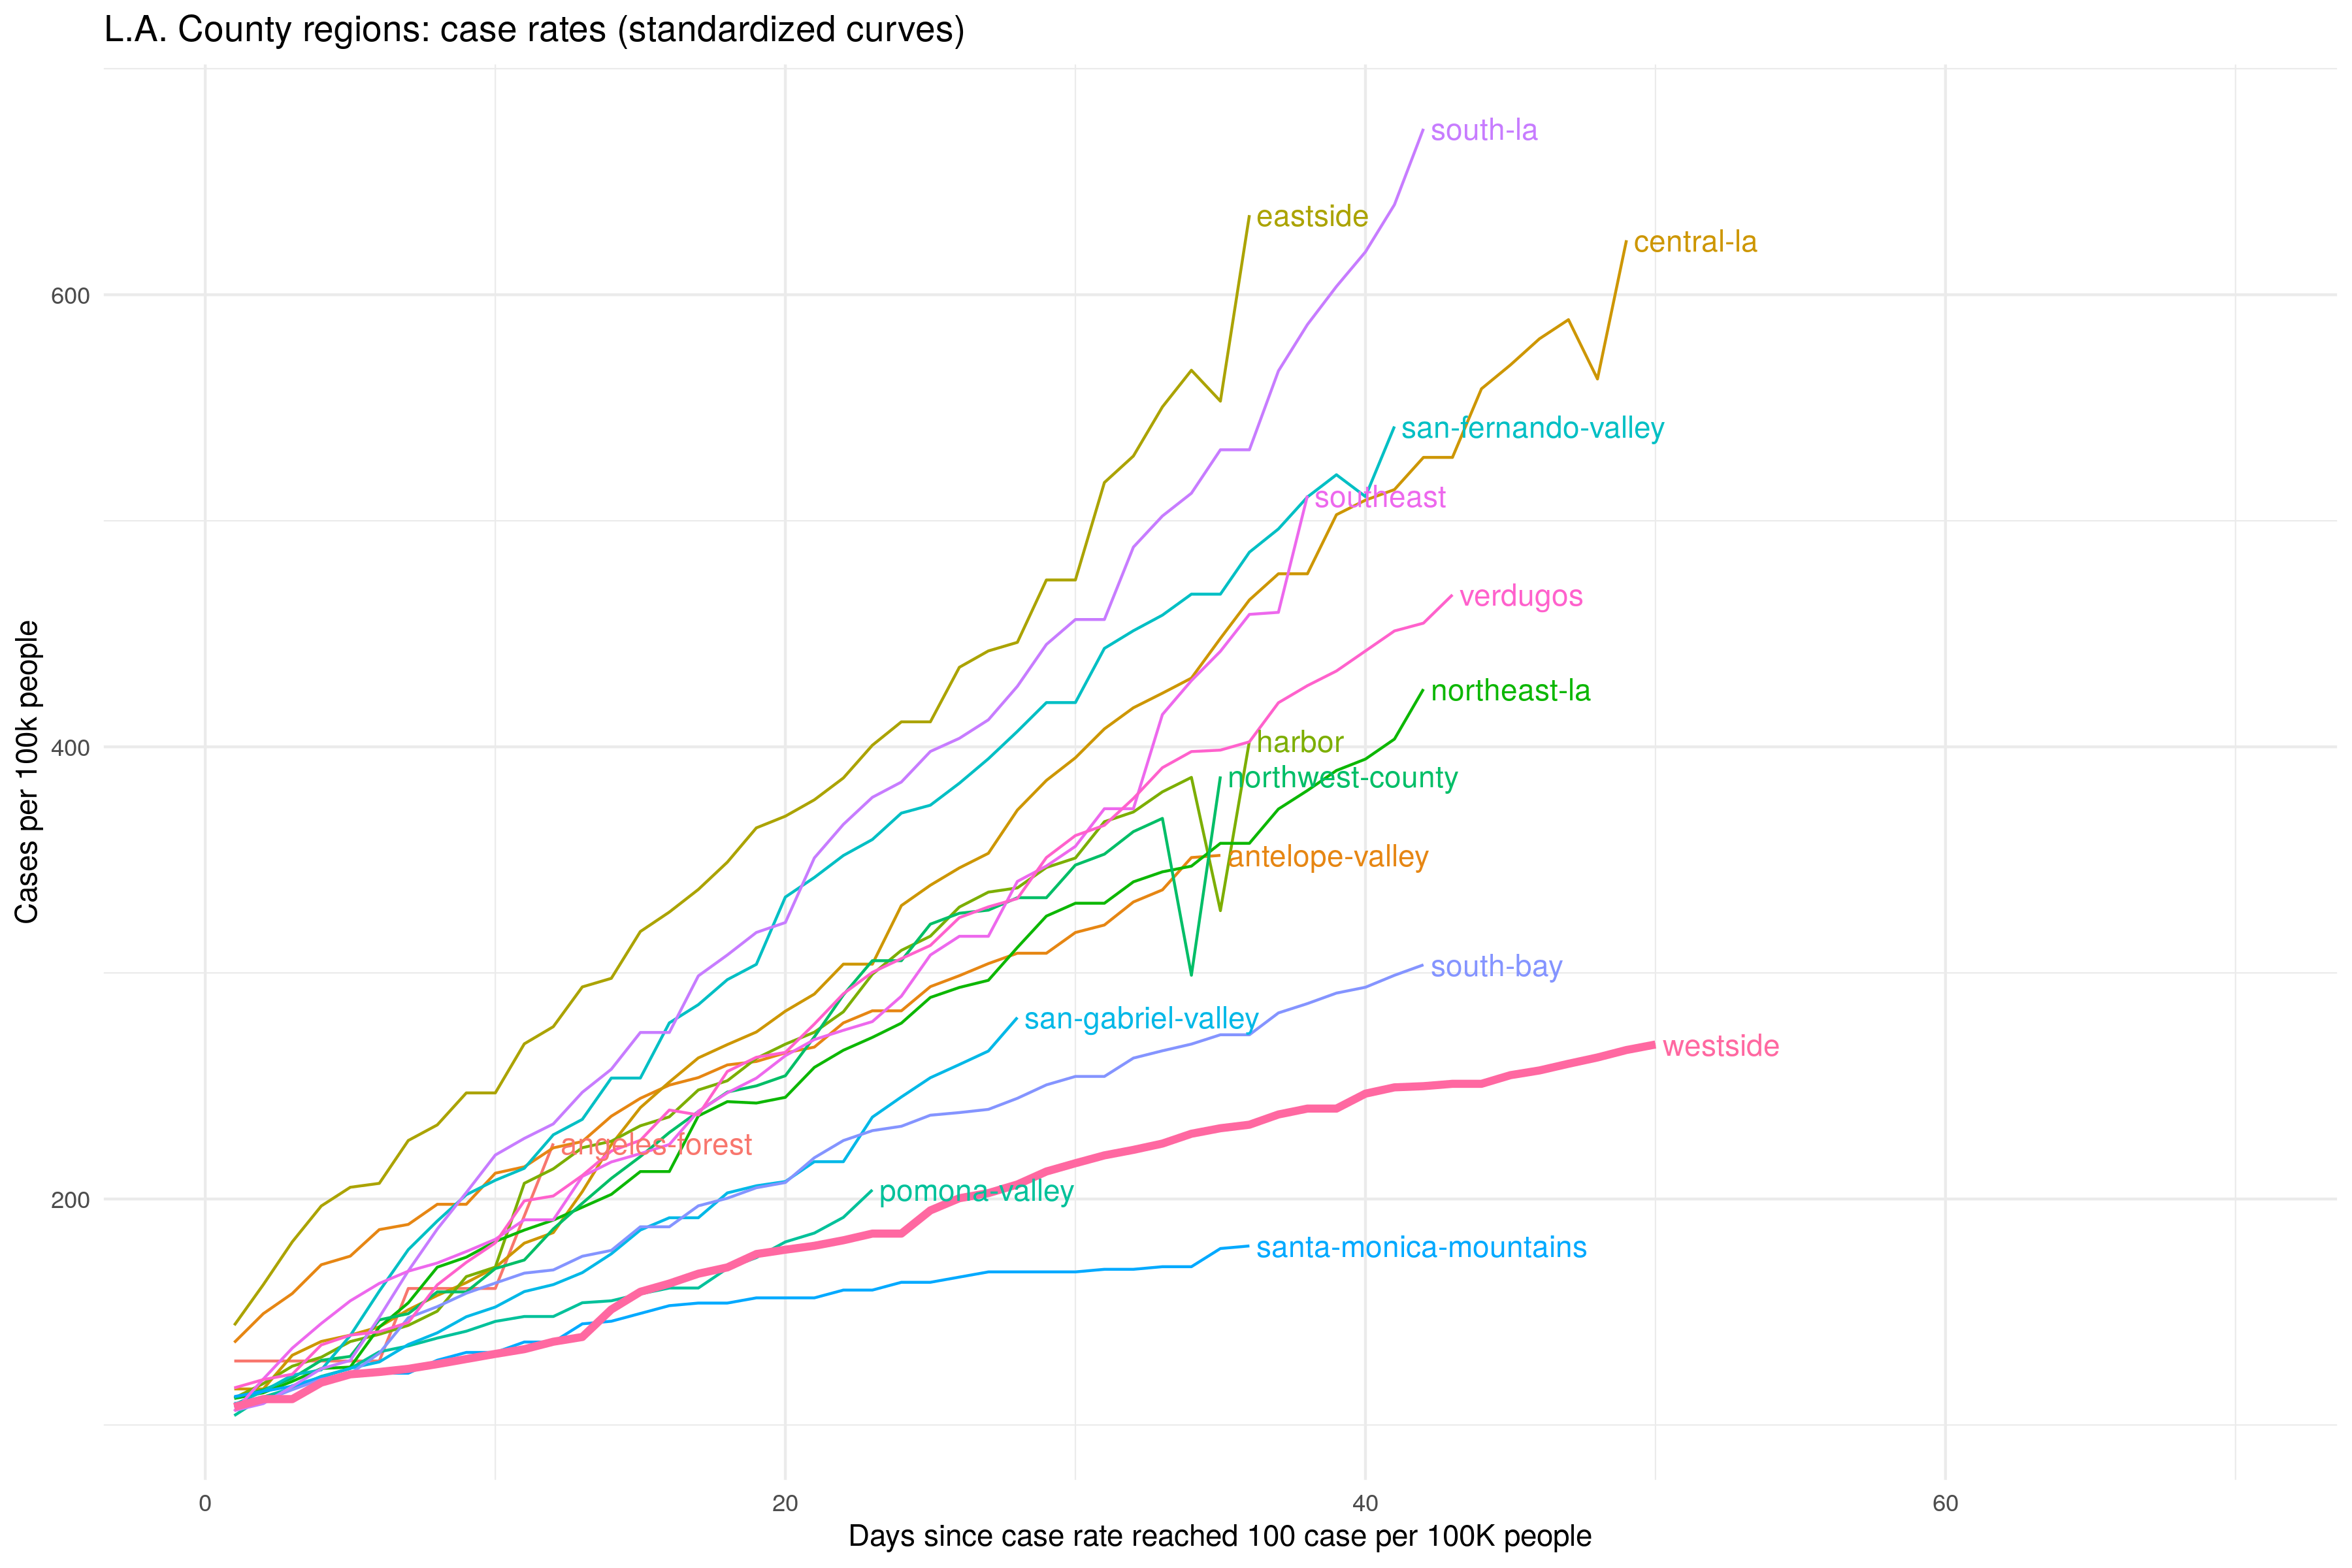 L.A. County regions: case rates (standardized curves)
south-la
eastside
central-la
600
san-fernando-valley
southeast
verdugos
northeast-la
harbor
400
northwest-county
antelope-valley
south-bay
san-gabriel-valley
westside
angeles-forest
pomona-valley
200
santa-monica-mountains
Cases per 100k people
0 20 40 60
Days since case rate reached 100 case per 100K people